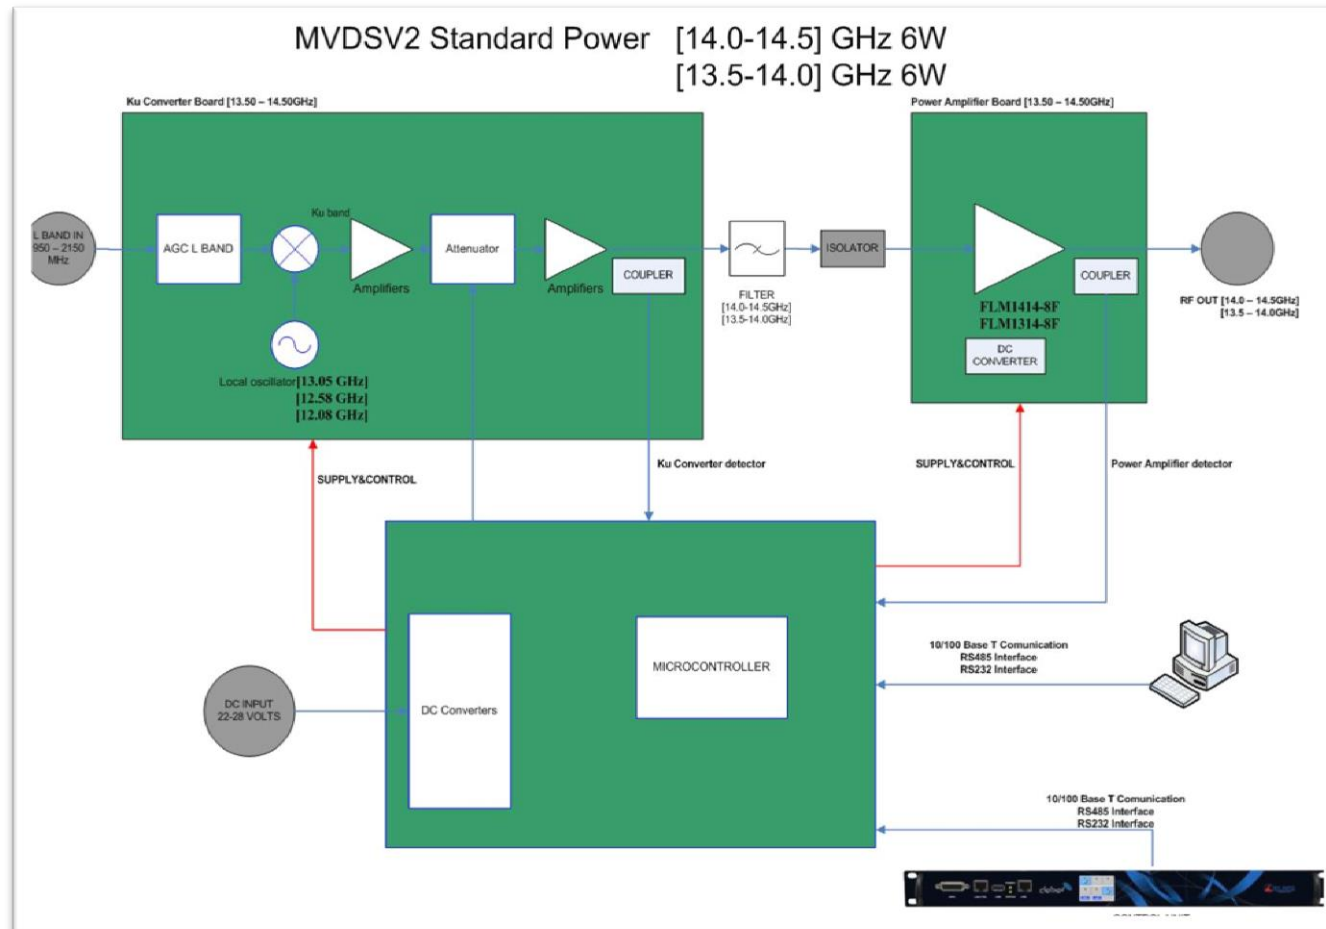 MVDSV2 Standard Power [14.0-14.5] GHz 6W
[13.5-14.0] GHz 6W
Ku Converter Board [13.50 – 14.50GHz]
Power Amplifier Board [13.50 – 14.50GHz]
L BAND IN
950 – 2150
MHz
AGC L BAND
Ku band
Amplifiers
Attenuator
Amplifiers
COUPLER
FILTER
[14.0-14.5GHz]
[13.5-14.0GHz]
ISOLATOR
FLM1414-8F
FLM1314-8F
DC
CONVERTER
COUPLER
RF OUT [14.0 – 14.5GHz]
[13.5 – 14.0GHz]
Local oscillator[13.05 GHz]
[12.58 GHz]
[12.08 GHz]
SUPPLY&CONTROL
Ku Converter detector
SUPPLY&CONTROL
Power Amplifier detector
DC INPUT
22-28 VOLTS
DC Converters
MICROCONTROLLER
10/100 Base T Comunication
RS485 Interface
RS232 Interface
10/100 Base T Comunication
RS485 Interface
RS232 Interface